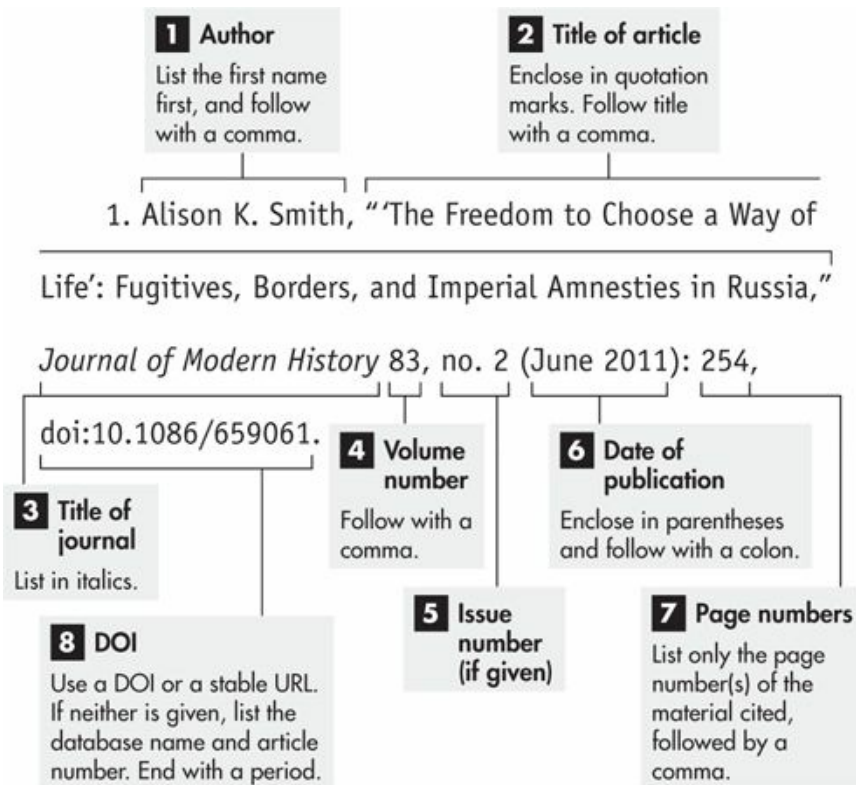 1 Author
List the first name
first, and follow
with a comma.
2 Title of article
Enclose in quotation
marks. Follow title
with a comma.
1. Alison K. Smith, “‘The Freedom to Choose a Way of
Life’: Fugitives, Borders, and Imperial Amnesties in Russia,”
Journal of Modern History 83, no. 2 (June 2011): 254,
doi:10.1086/659061.
3 Title of
journal
List in italics.
4 Volume
number
Follow with a
comma.
5 Issue
number
(if given)
6 Date of
publication
Enclose in parentheses
and follow with a colon.
7 Page numbers
List only the page
number(s) of the
material cited,
followed by a
comma.
8 DOI
Use a DOI or a stable URL.
If neither is given, list the
database name and article
number. End with a period.